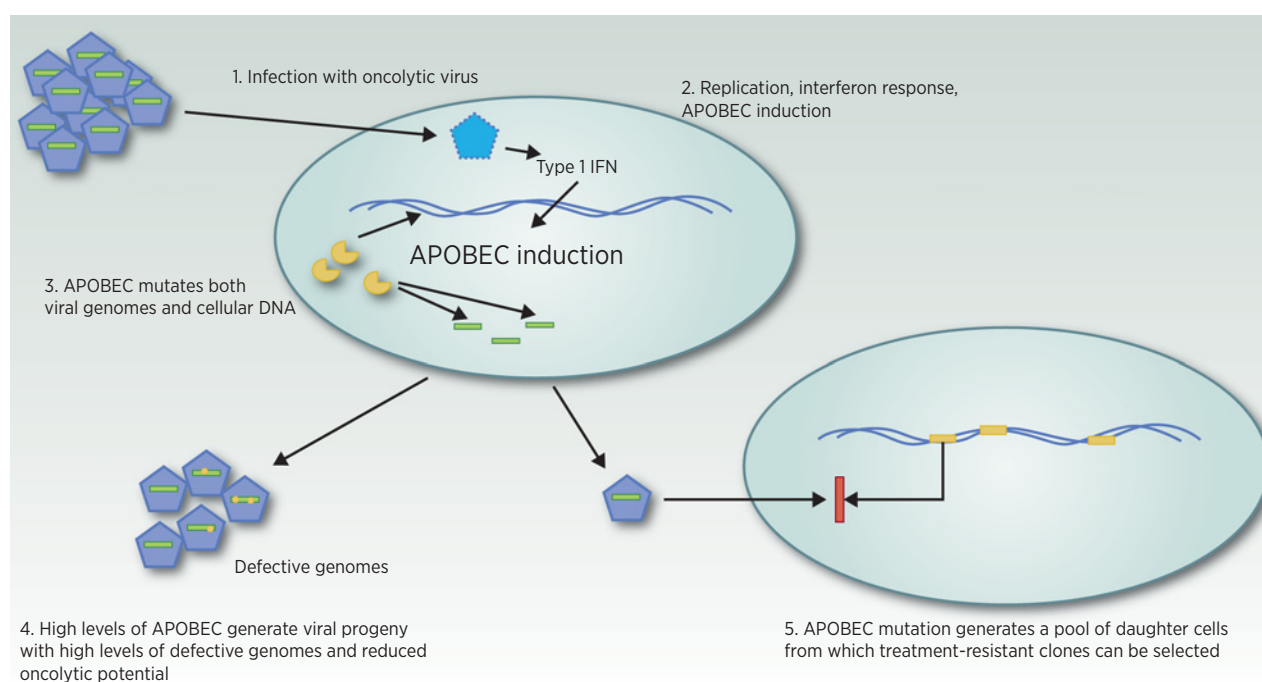 1. Infection with oncolytic virus
2. Replication, interferon response,
APOBEC induction
Type 1 IFN
APOBEC induction
3. APOBEC mutates both
viral genomes and cellular DNA
Defective genomes
4. High levels of APOBEC generate viral progeny
with high levels of defective genomes and reduced
oncolytic potential
5. APOBEC mutation generates a pool of daughter cells
from which treatment-resistant clones can be selected